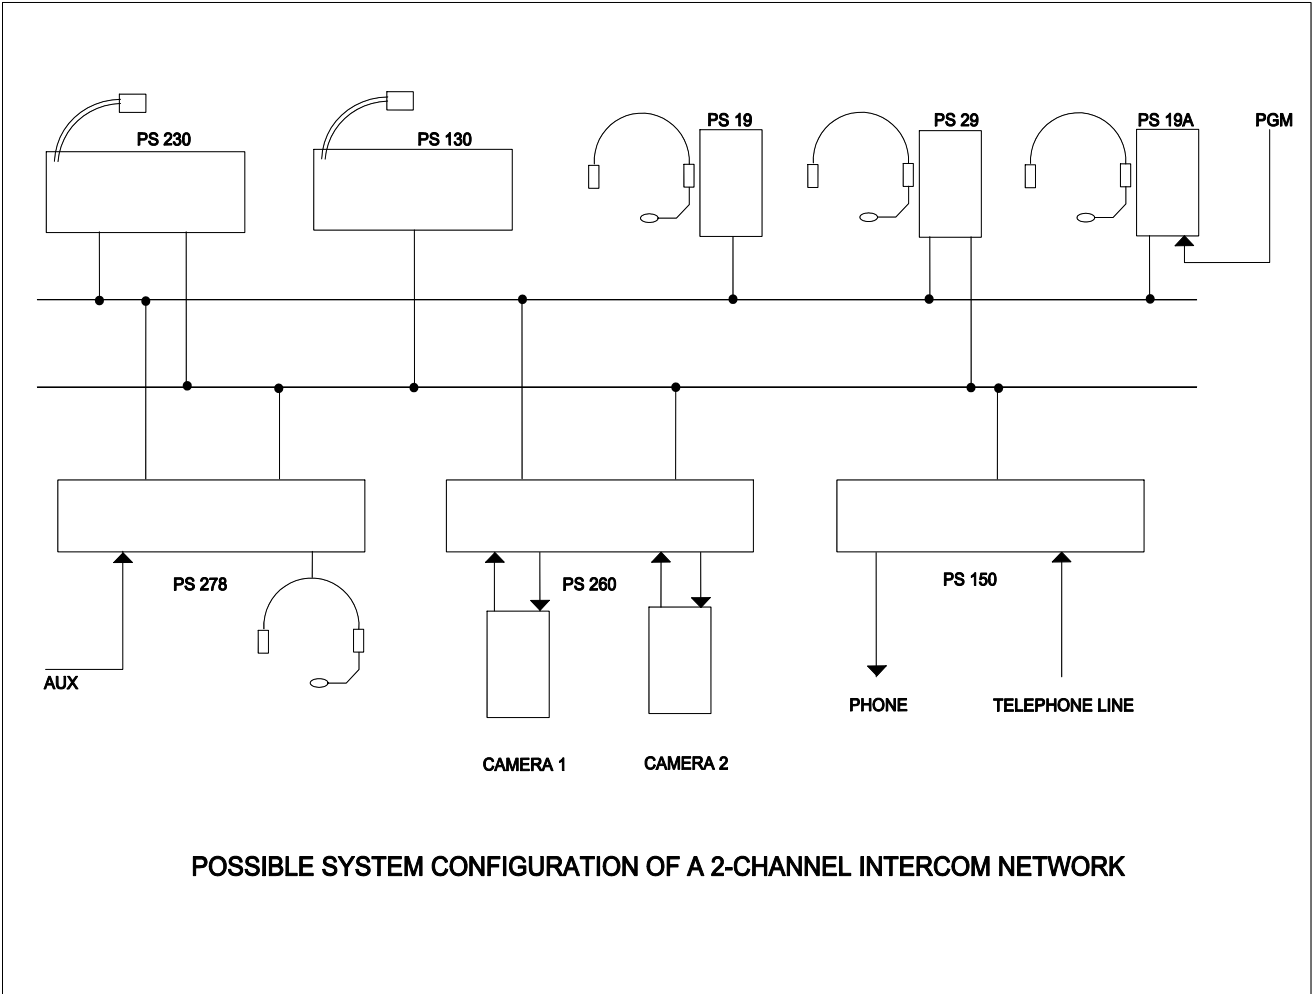 PS 230
PS 130
PS 19
PS 29
PS 19A
PGM
PS 278
PS 260
PS 150
AUX
PHONE
TELEPHONE LINE
CAMERA 1
CAMERA 2
POSSIBLE SYSTEM CONFIGURATION OF A 2-CHANNEL INTERCOM NETWORK